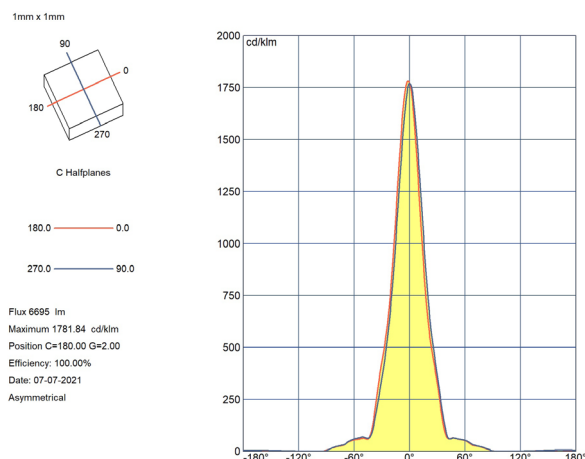 1mm x 1mm
90
0
180
270
C Halfplanes
180.0 0.0
270.0 90.0
Flux 6695 lm
Maximum 1781.84 cd/klm
Position C=180.00 G=2.00
Efficiency: 100.00%
Date: 07-07-2021
Asymmetrical
cd/klm
2000
1750
1500
1250
1000
750
500
250
0
-180° -120° -60° 0° 60° 120° 180°